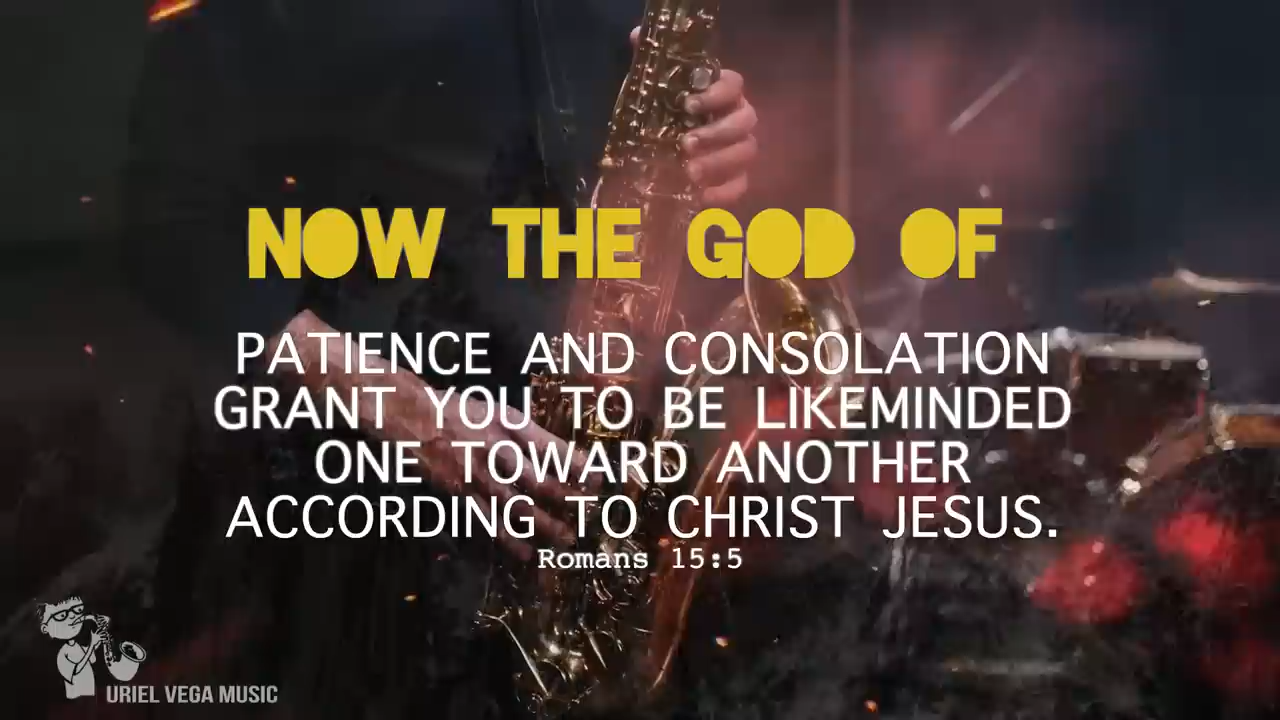 NOW THE GOD OF
PATIENCE AND CONSOLATION
GRANT YOU TO BE LIKEMINDED
ONE TOWARD ANOTHER
ACCORDING TO CHRIST JESUS.
Romans 15:5
URIEL VEGA MUSIC